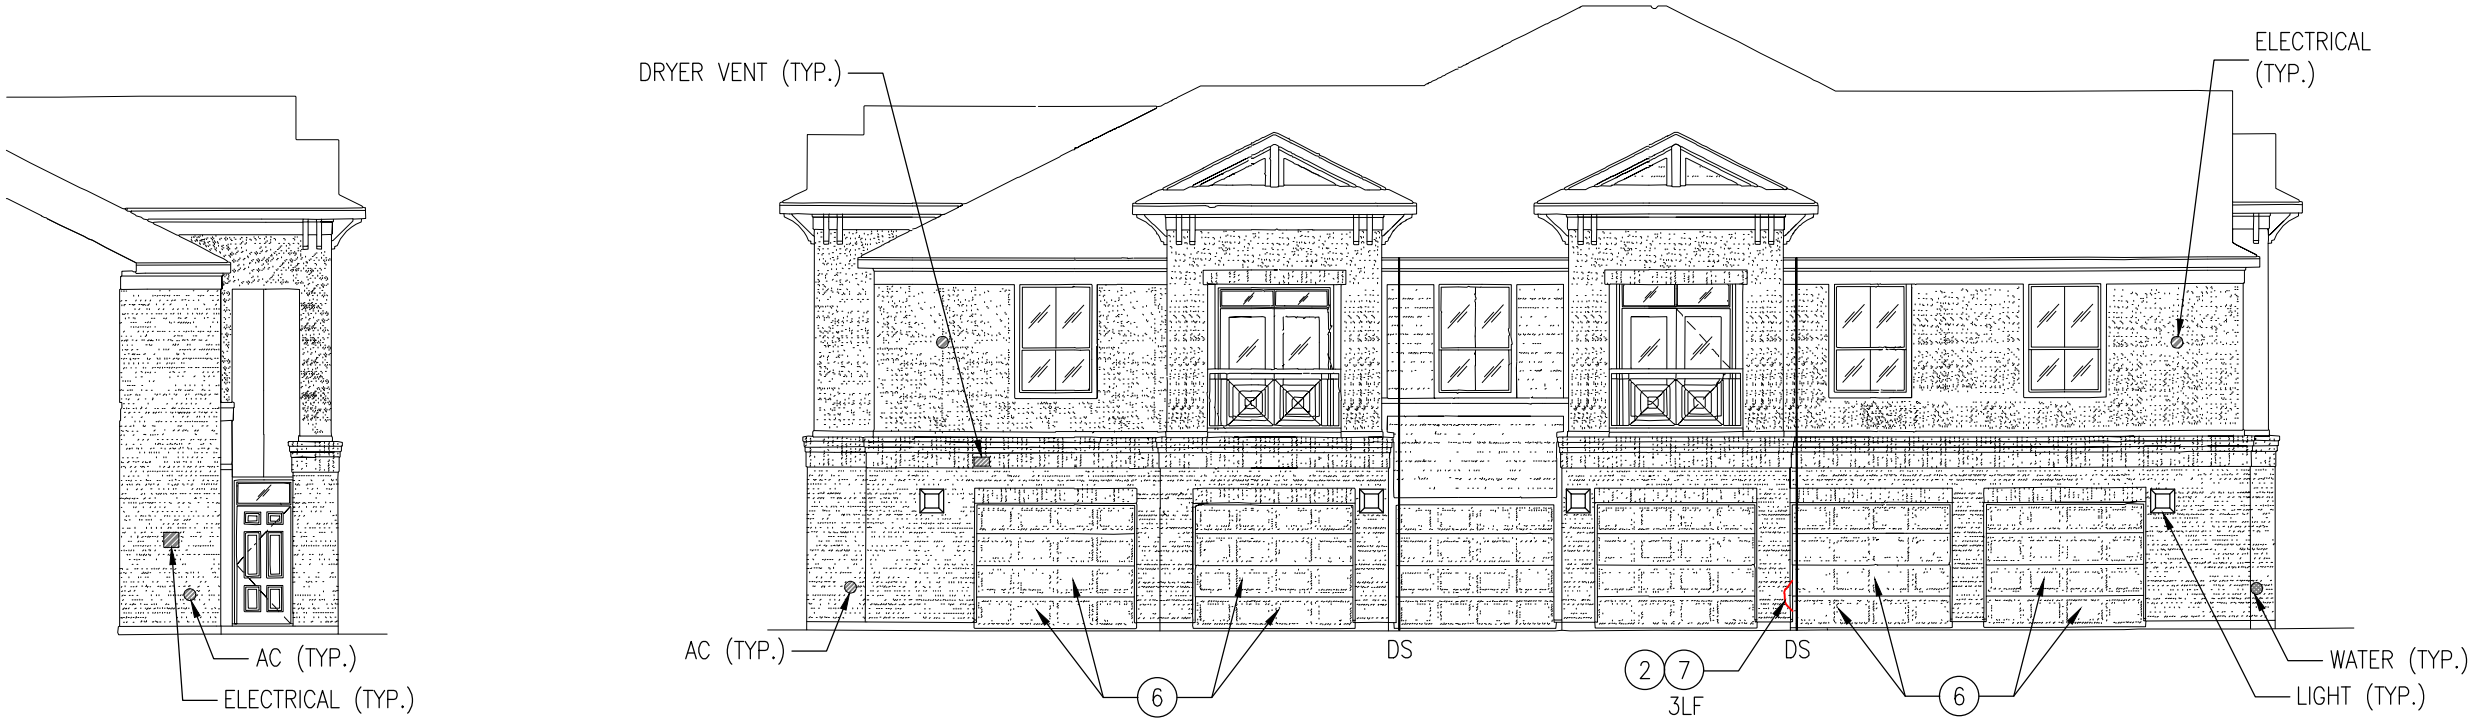 ELECTRICAL
(TYP.)
DRYER VENT (TYP.)
AC (TYP.)
ELECTRICAL (TYP.)
AC (TYP.)
DS
DS
2 7
3LF
6
6
WATER (TYP.)
LIGHT (TYP.)